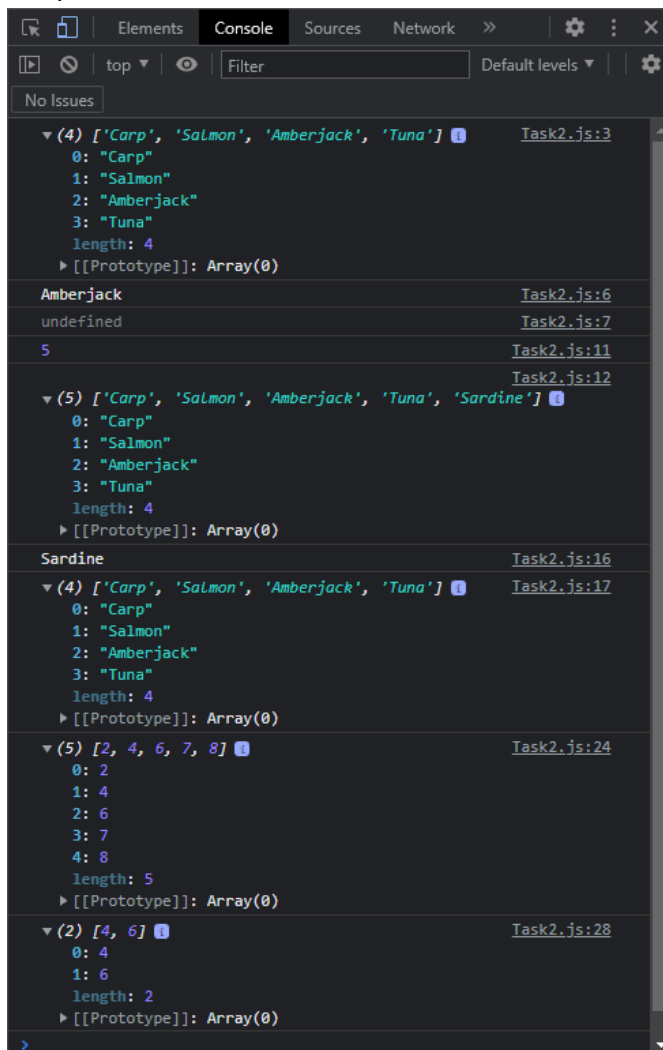 Elements Console Sources Network »
top ▼ Filter Default levels ▼
No Issues
▼(4) ['Carp', 'Salmon', 'Amberjack', 'Tuna'] i Task2.js:3
0: "Carp"
1: "Salmon"
2: "Amberjack"
3: "Tuna"
length: 4
▶[[Prototype]]: Array(0)
Amberjack Task2.js:6
undefined Task2.js:7
5 Task2.js:11
Task2.js:12
▼(5) ['Carp', 'Salmon', 'Amberjack', 'Tuna', 'Sardine'] i
0: "Carp"
1: "Salmon"
2: "Amberjack"
3: "Tuna"
length: 4
▶[[Prototype]]: Array(0)
Sardine Task2.js:16
▼(4) ['Carp', 'Salmon', 'Amberjack', 'Tuna'] i Task2.js:17
0: "Carp"
1: "Salmon"
2: "Amberjack"
3: "Tuna"
length: 4
▶[[Prototype]]: Array(0)
▼(5) [2, 4, 6, 7, 8] i Task2.js:24
0: 2
1: 4
2: 6
3: 7
4: 8
length: 5
▶[[Prototype]]: Array(0)
▼(2) [4, 6] i Task2.js:28
0: 4
1: 6
length: 2
▶[[Prototype]]: Array(0)